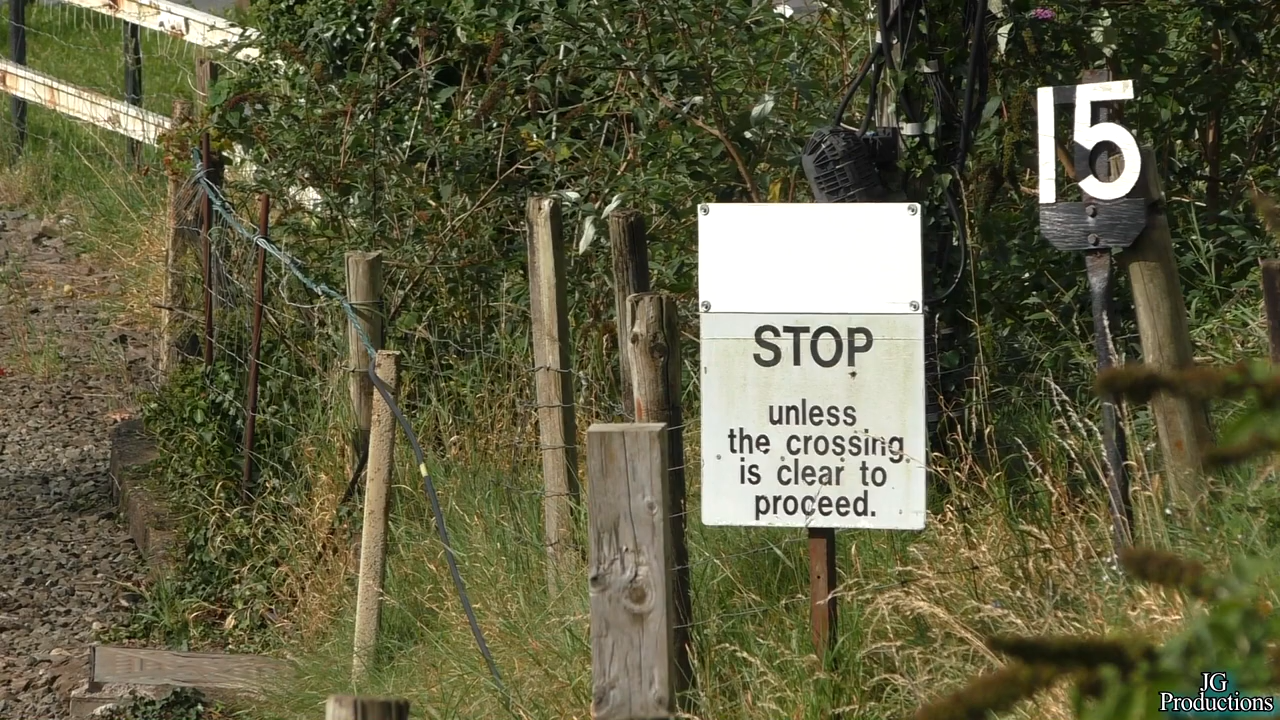 15
STOP
unless
the crossing
is clear to
proceed.
JG
Productions